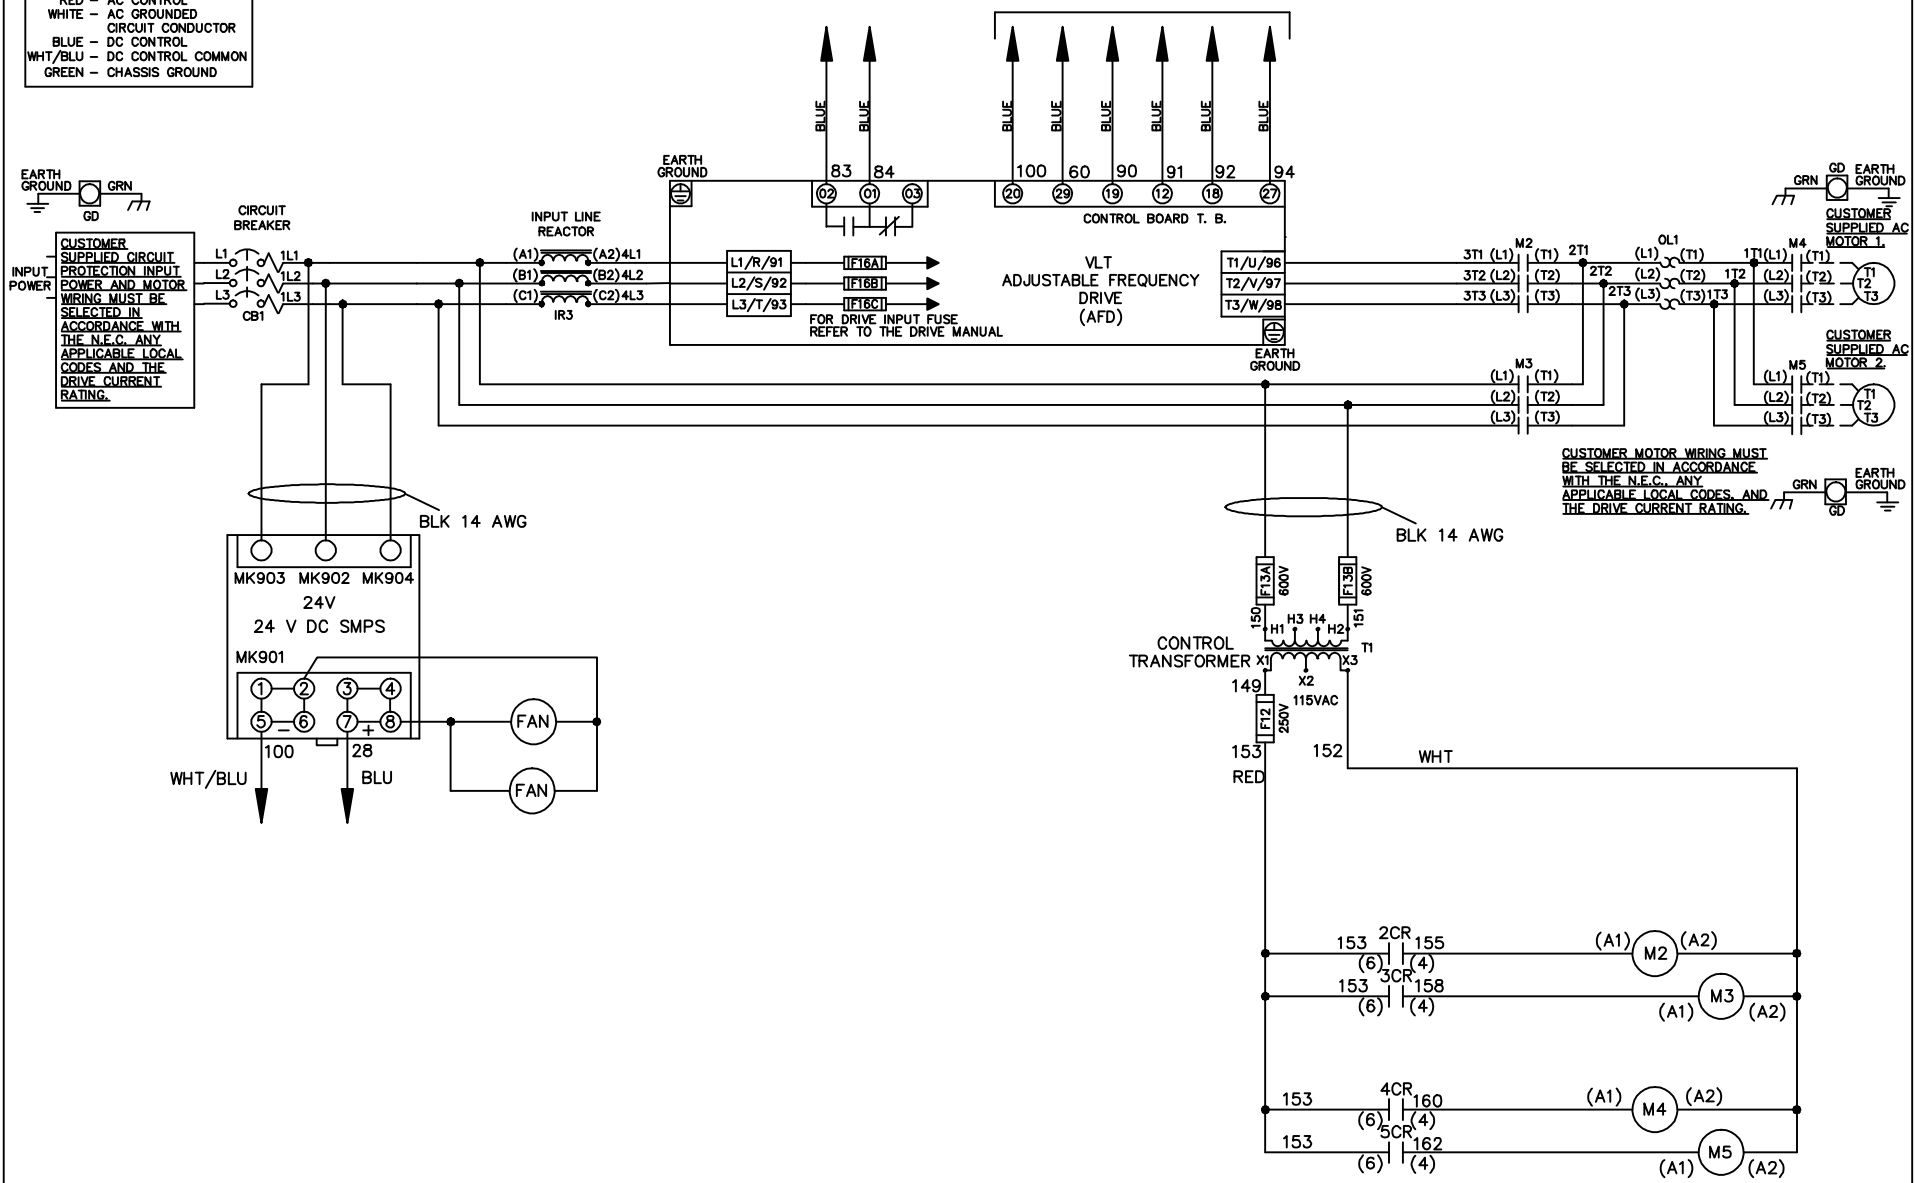 RED – AC CONTROL
WHITE – AC GROUNDED
CIRCUIT CONDUCTOR
BLUE – DC CONTROL
WHT/BLU – DC CONTROL COMMON
GREEN – CHASSIS GROUND
BLUE
BLUE
BLUE
BLUE
BLUE
BLUE
BLUE
BLUE
EARTH
GROUND
GRN
GD
CIRCUIT
BREAKER
INPUT LINE
REACTOR
EARTH
GROUND
83
84
100
60
90
91
92
94
02
01
03
20
29
19
12
18
27
CONTROL BOARD T. B.
GD
EARTH
GROUND
GRN
CUSTOMER
SUPPLIED AC
MOTOR 1.
INPUT
POWER
CUSTOMER
SUPPLIED CIRCUIT
PROTECTION INPUT
POWER AND MOTOR
WIRING MUST BE
SELECTED IN
ACCORDANCE WITH
THE N.E.C. ANY
APPLICABLE LOCAL
CODES AND THE
DRIVE CURRENT
RATING.
L1
1L1
L2
1L2
L3
1L3
CB1
(A1)
(A2)
4L1
(B1)
(B2)
4L2
(C1)
(C2)
4L3
IR3
L1/R/91
L2/S/92
L3/T/93
F16A
F16B
F16C
FOR DRIVE INPUT FUSE
REFER TO THE DRIVE MANUAL
VLT
ADJUSTABLE FREQUENCY
DRIVE
(AFD)
T1/U/96
T2/V/97
T3/W/98
EARTH
GROUND
M2
3T1 (L1) (T1) 2T1
3T2 (L2) (T2) 2T2
3T3 (L3) (T3) 2T3
OL1
(L1) (T1) 1T1
(L2) (T2) 1T2
(L3) (T3) 1T3
M4
(L1) (T1)
(L2) (T2)
(L3) (T3)
T1
T2
T3
M3
(L1) (T1)
(L2) (T2)
(L3) (T3)
CUSTOMER
SUPPLIED AC
MOTOR 2.
M5
(L1) (T1)
(L2) (T2)
(L3) (T3)
T1
T2
T3
CUSTOMER MOTOR WIRING MUST
BE SELECTED IN ACCORDANCE
WITH THE N.E.C., ANY
APPLICABLE LOCAL CODES, AND
THE DRIVE CURRENT RATING.
GRN
GD
EARTH
GROUND
BLK 14 AWG
BLK 14 AWG
MK903 MK902 MK904
24V
24 V DC SMPS
MK901
1
2
3
4
5
–
6
7
+
8
100
28
WHT/BLU
BLU
FAN
FAN
F13A
600V
F13B
600V
150
151
H1
H3
H4
H2
T1
CONTROL
TRANSFORMER
X1
X3
X2
149
115VAC
F12
250V
153
152
WHT
RED
153
2CR
155
(6)
(4)
(A1)
M2
(A2)
153
3CR
158
(6)
(4)
(A1)
M3
(A2)
153
4CR
160
(6)
(4)
(A1)
M4
(A2)
153
5CR
162
(6)
(4)
(A1)
M5
(A2)